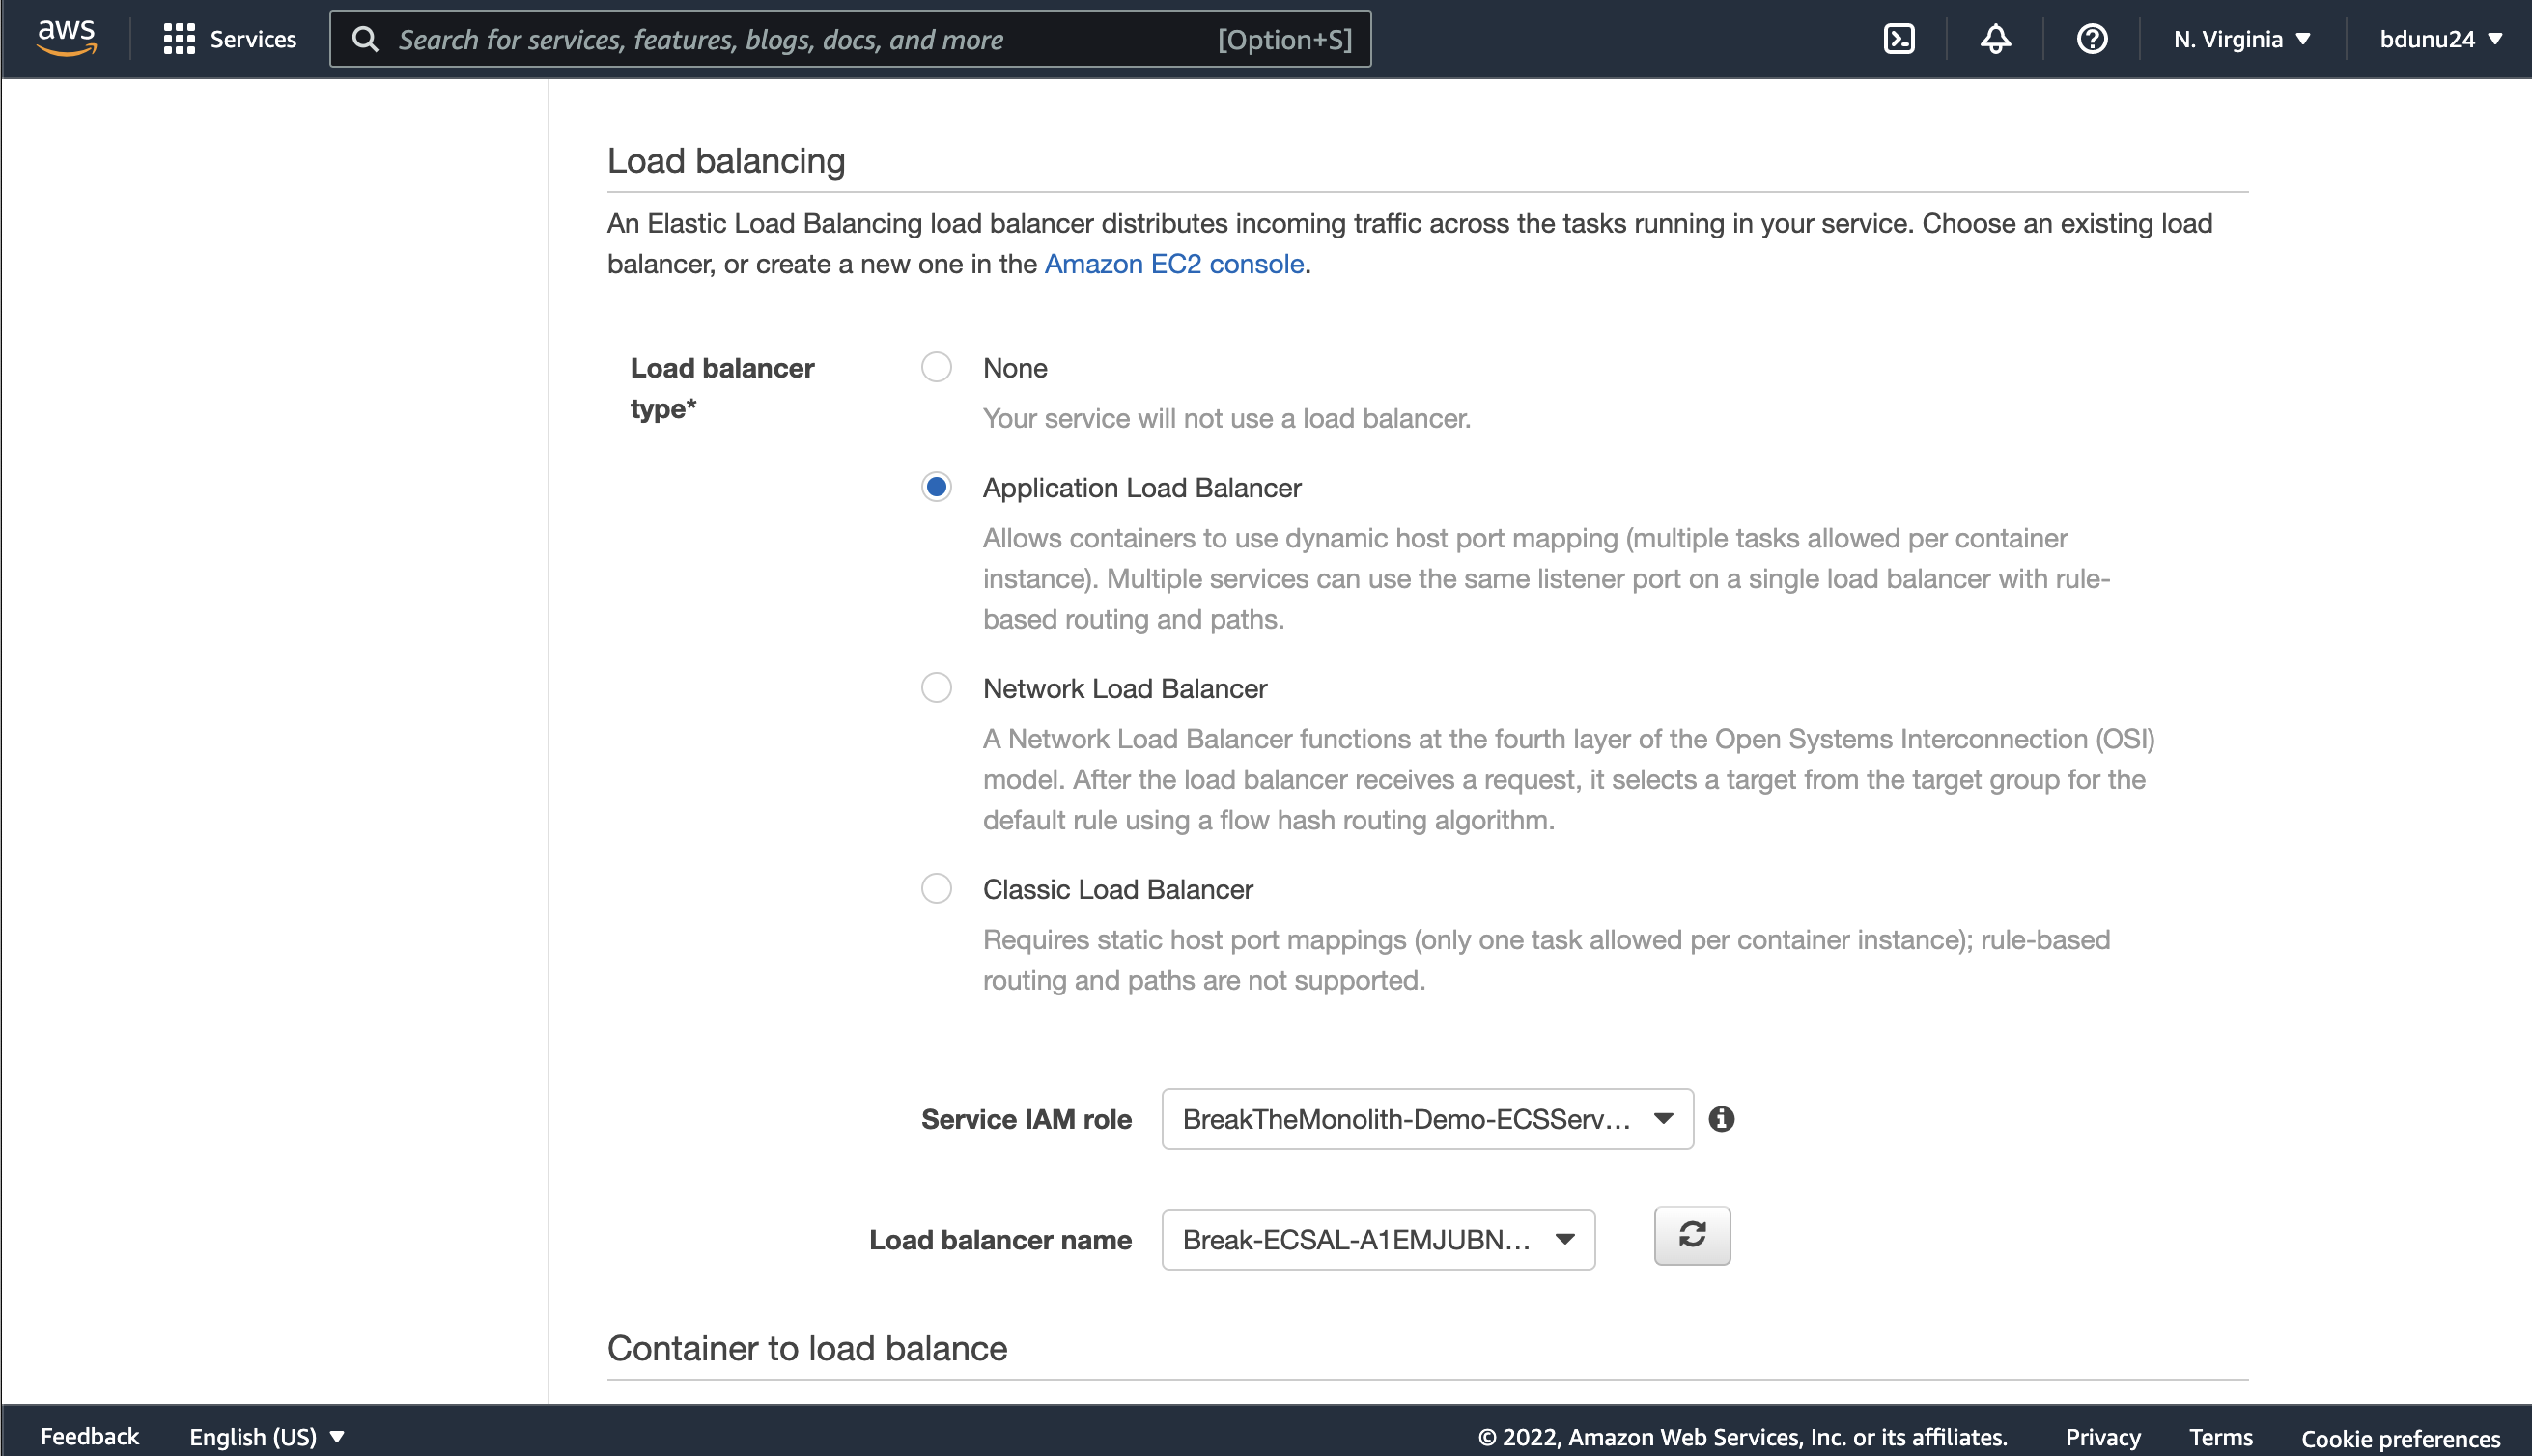 aws Services Search for services, features, blogs, docs, and more [Option+S] N. Virginia bdunu24
Load balancing
An Elastic Load Balancing load balancer distributes incoming traffic across the tasks running in your service. Choose an existing load
balancer, or create a new one in the Amazon EC2 console.
Load balancer
type*
None
Your service will not use a load balancer.
Application Load Balancer
Allows containers to use dynamic host port mapping (multiple tasks allowed per container
instance). Multiple services can use the same listener port on a single load balancer with rule-
based routing and paths.
Network Load Balancer
A Network Load Balancer functions at the fourth layer of the Open Systems Interconnection (OSI)
model. After the load balancer receives a request, it selects a target from the target group for the
default rule using a flow hash routing algorithm.
Classic Load Balancer
Requires static host port mappings (only one task allowed per container instance); rule-based
routing and paths are not supported.
Service IAM role BreakTheMonolith-Demo-ECSServ...
Load balancer name Break-ECSAL-A1EMJUBN...
Container to load balance
Feedback English (US) © 2022, Amazon Web Services, Inc. or its affiliates. Privacy Terms Cookie preferences